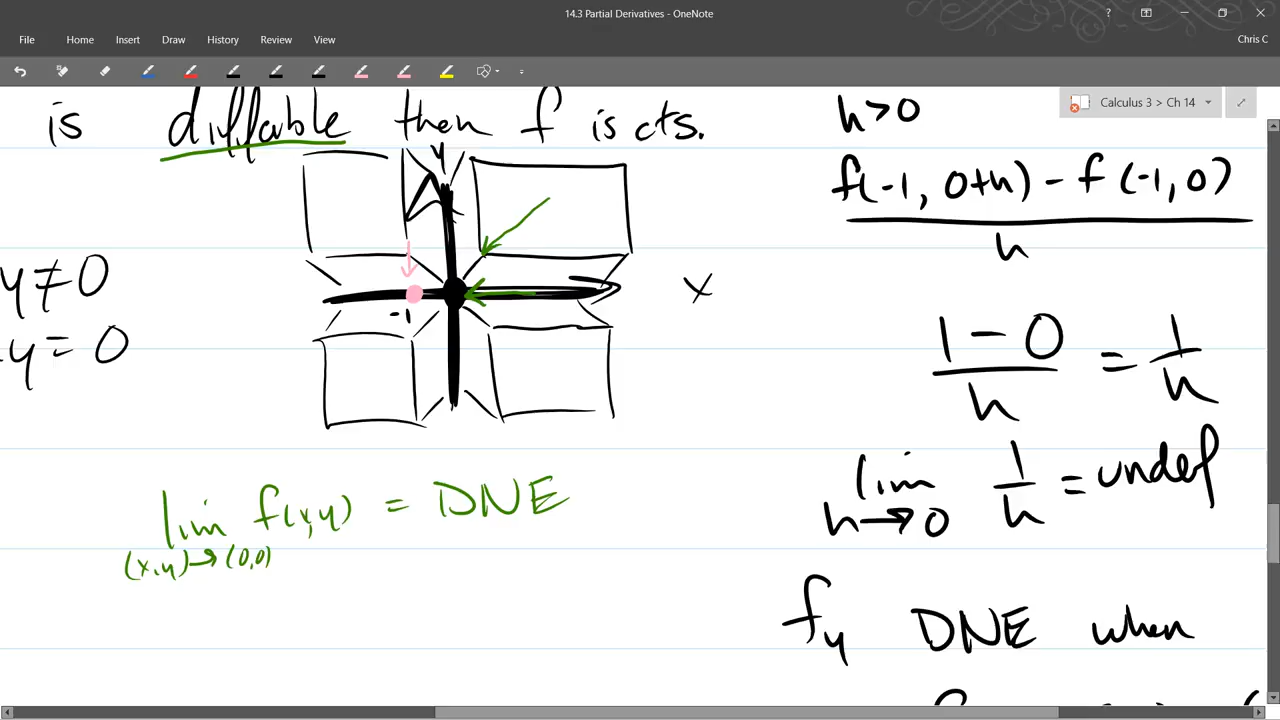 14.3 Partial Derivatives - OneNote
Chris C
File Home Insert Draw History Review View
Calculus 3 > Ch 14
is diffable then f is cts.
y
y ≠ 0
y = 0
-1
x
lim f(x,y) = DNE
(x,y)→(0,0)
h>0
f(-1, 0+h) - f(-1, 0)
h
1 - 0 = 1
h h
lim 1 = undef
h→0 h
f_y DNE when